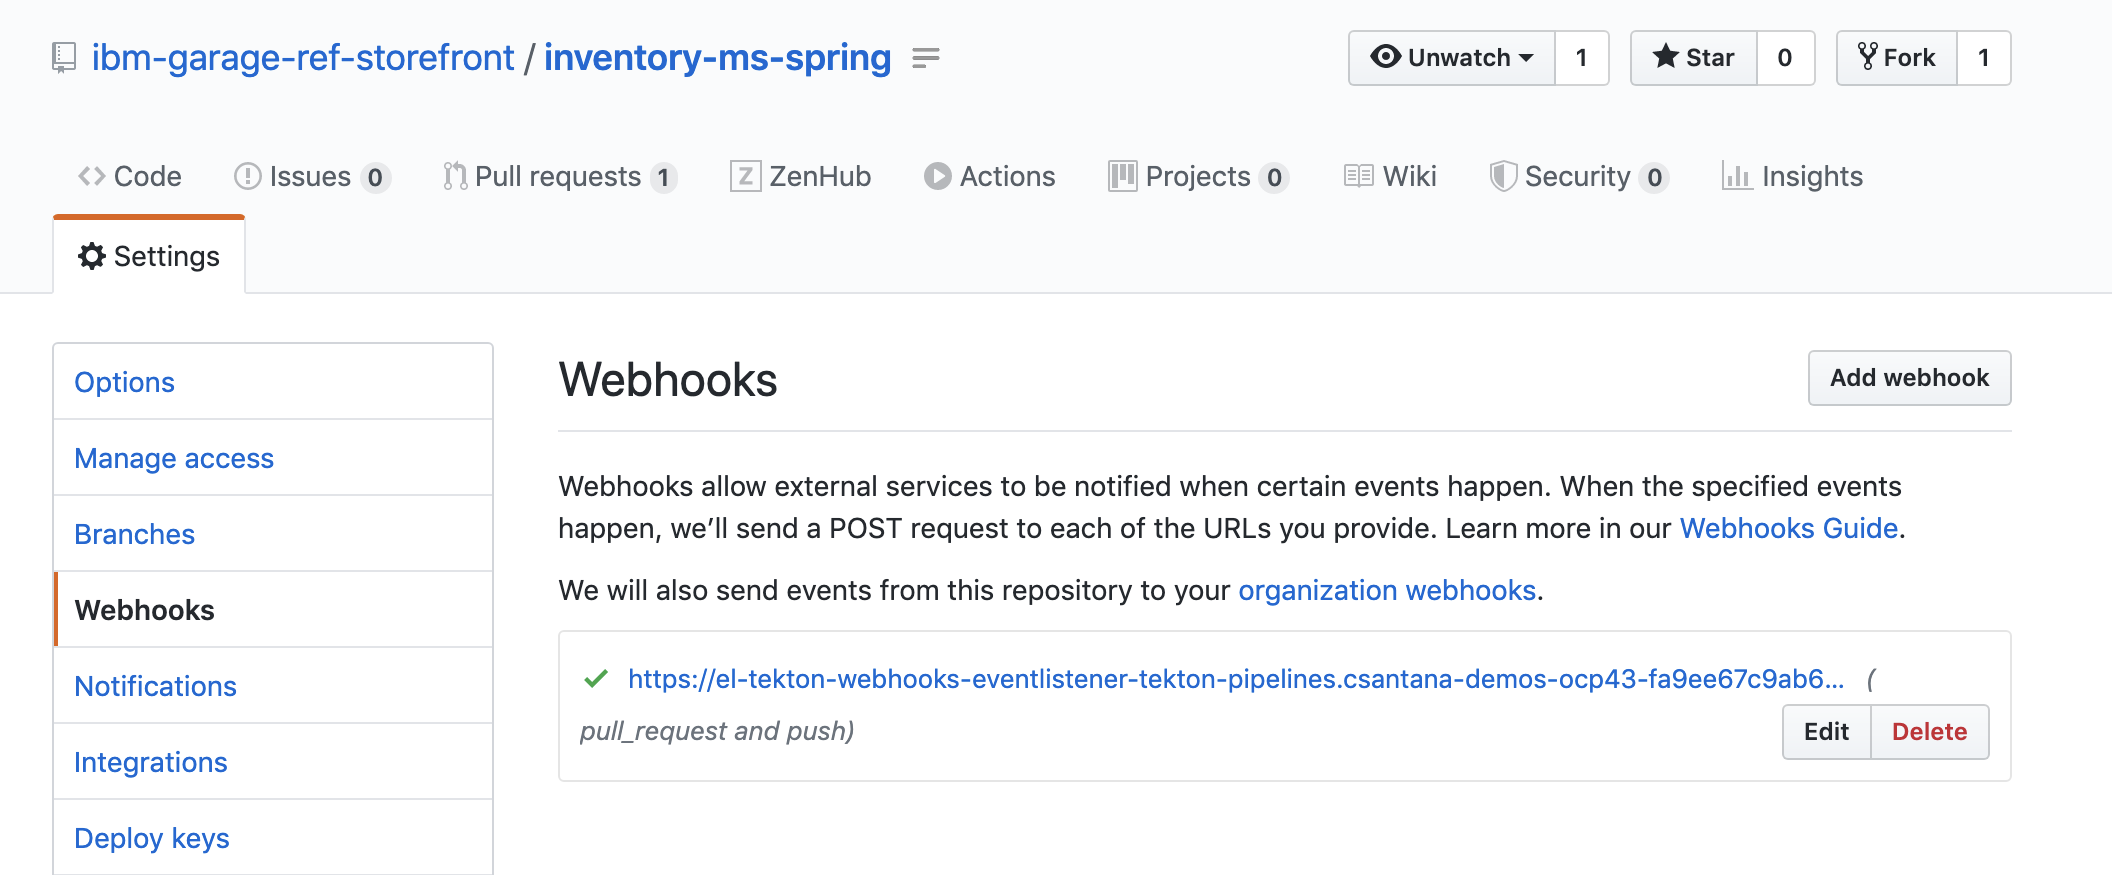 ibm-garage-ref-storefront / inventory-ms-spring
Unwatch 1 Star 0 Fork 1
Code Issues 0 Pull requests 1 ZenHub Actions Projects 0 Wiki Security 0 Insights
Settings
Options
Manage access
Branches
Webhooks
Notifications
Integrations
Deploy keys
Webhooks
Add webhook
Webhooks allow external services to be notified when certain events happen. When the specified events
happen, we’ll send a POST request to each of the URLs you provide. Learn more in our Webhooks Guide.
We will also send events from this repository to your organization webhooks.
https://el-tekton-webhooks-eventlistener-tekton-pipelines.csantana-demos-ocp43-fa9ee67c9ab6... (
pull_request and push)
Edit Delete